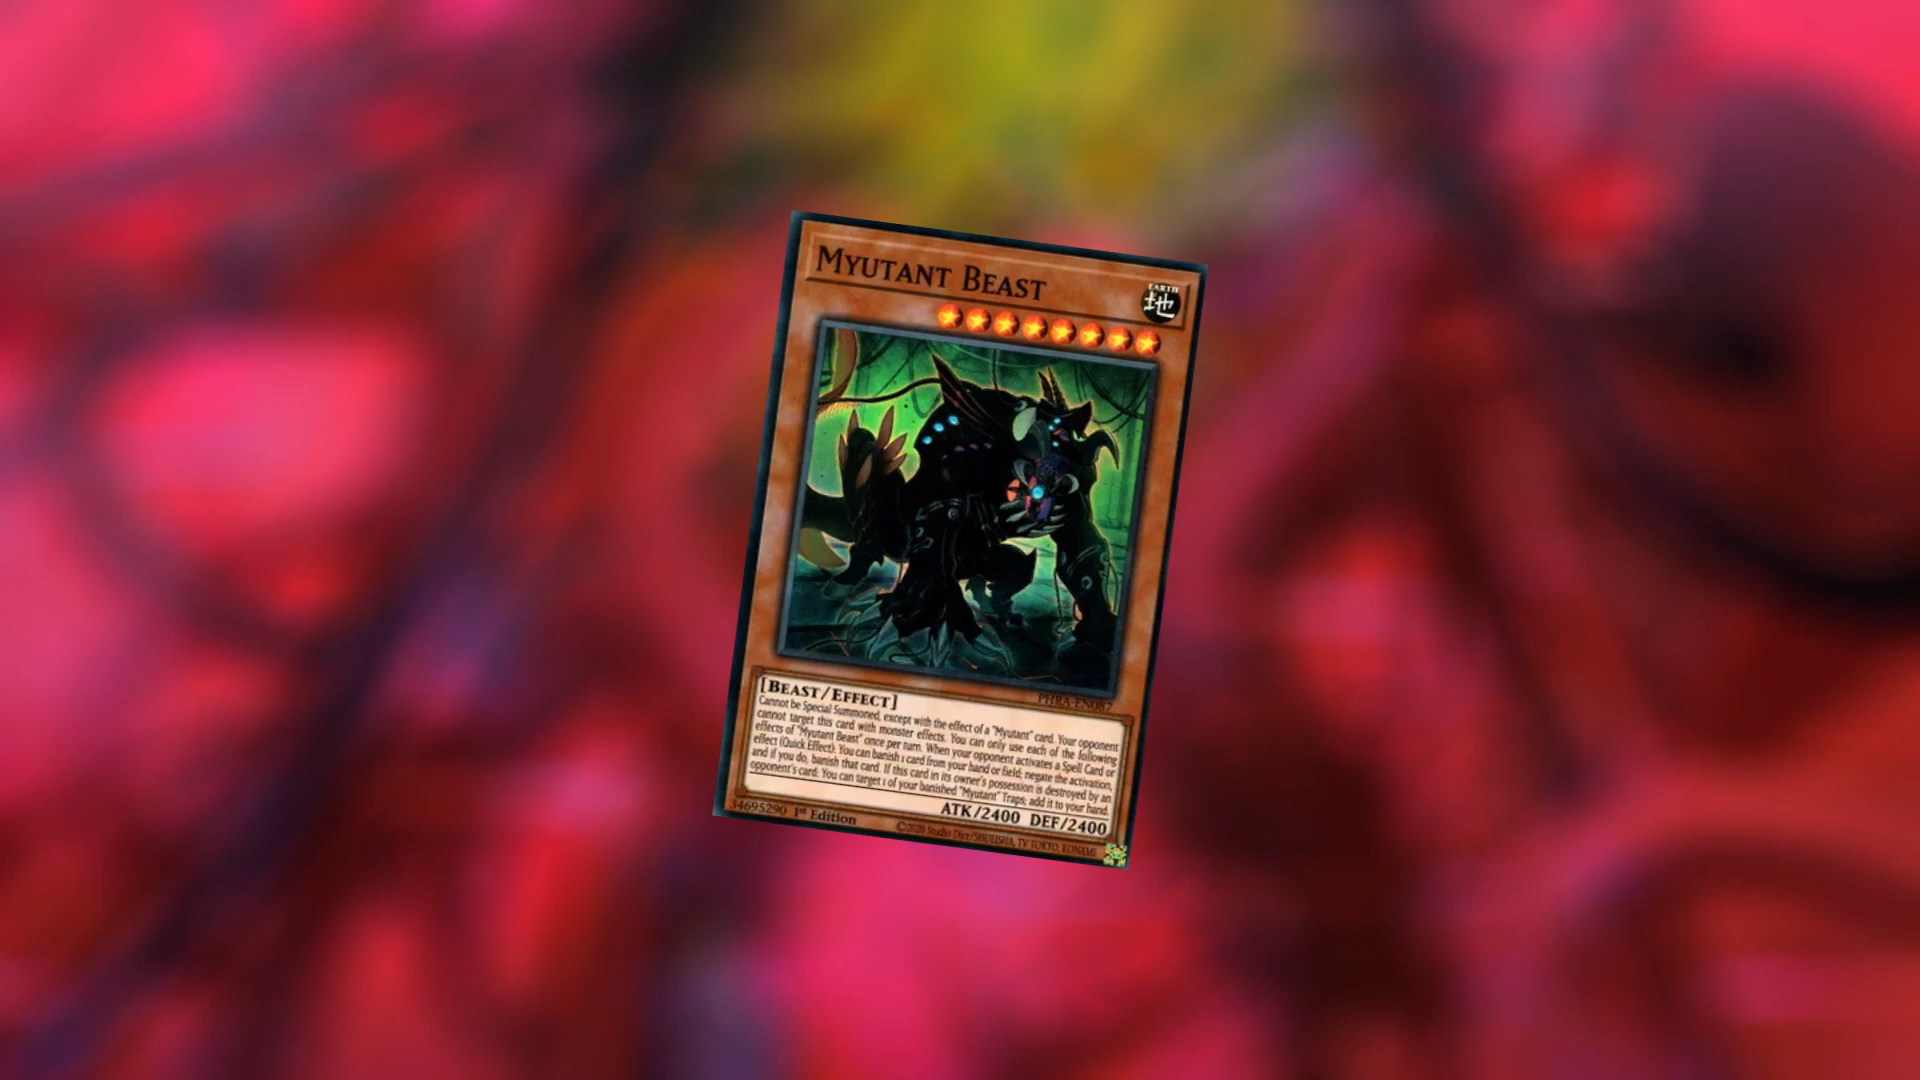 MYUTANT BEAST
EARTH
地
PHRA-EN087
[BEAST/EFFECT]
Cannot be Special Summoned, except with the effect of a "Myutant" card. Your opponent
cannot target this card with monster effects. You can only use each of the following
effects of "Myutant Beast" once per turn. When your opponent activates a Spell Card or
effect (Quick Effect): You can banish 1 card from your hand or field; negate the activation,
and if you do, banish that card. If this card in its owner's possession is destroyed by an
opponent's card: You can target 1 of your banished "Myutant" Traps; add it to your hand.
ATK/2400 DEF/2400
34695290 1st Edition
©2020 Studio Dice/SHUEISHA, TV TOKYO, KONAMI